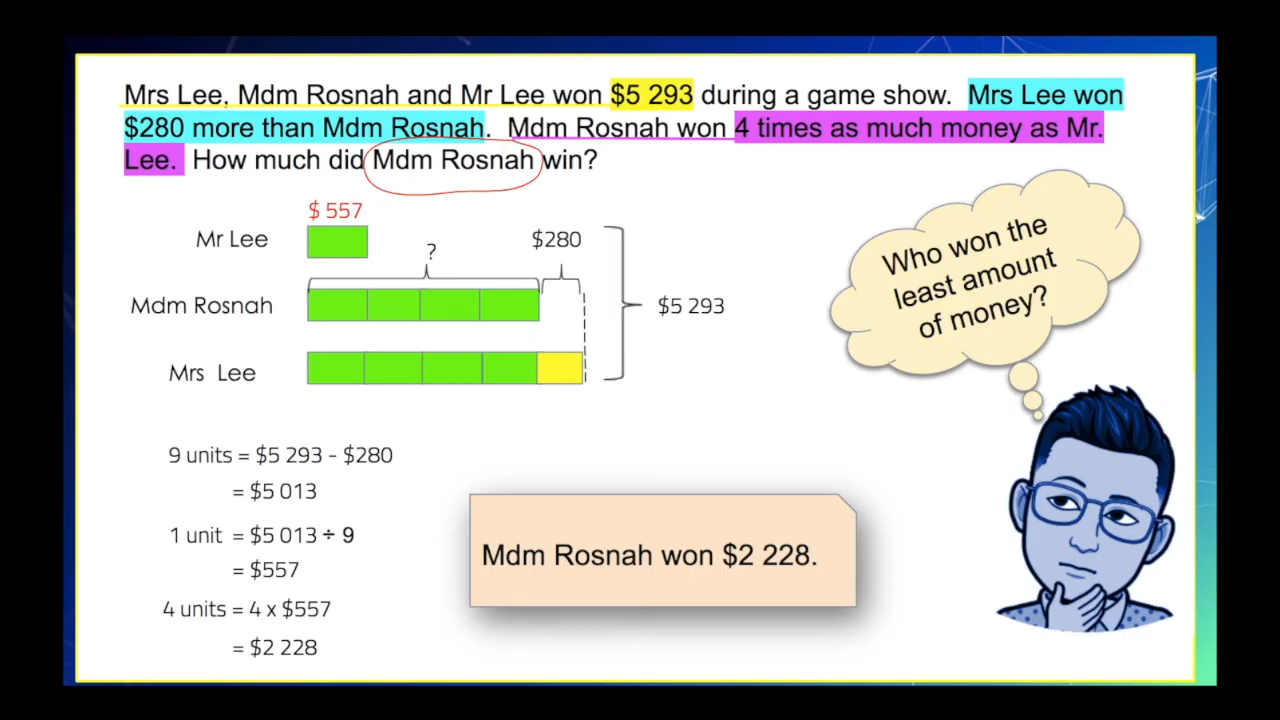 Mrs Lee, Mdm Rosnah and Mr Lee won $5 293 during a game show. Mrs Lee won
$280 more than Mdm Rosnah. Mdm Rosnah won 4 times as much money as Mr.
Lee. How much did Mdm Rosnah win?
$ 557
Mr Lee
?
$280
Mdm Rosnah
$5 293
Mrs Lee
Who won the
least amount
of money?
9 units = $5 293 - $280
= $5 013
1 unit = $5 013 ÷ 9
= $557
4 units = 4 x $557
= $2 228
Mdm Rosnah won $2 228.